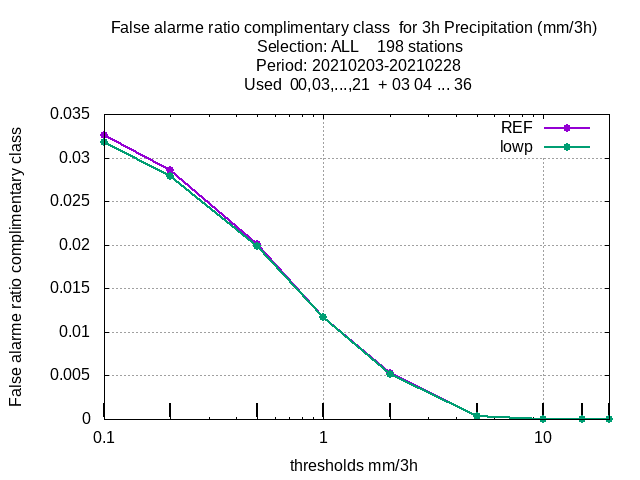 False alarme ratio complimentary class  for 3h Precipitation (mm/3h)
Selection: ALL    198 stations
Period: 20210203-20210228
Used  00,03,...,21  + 03 04 ... 36
False alarme ratio complimentary class
0.035
0.03
0.025
0.02
0.015
0.01
0.005
0
REF
lowp
0.1
1
10
thresholds mm/3h